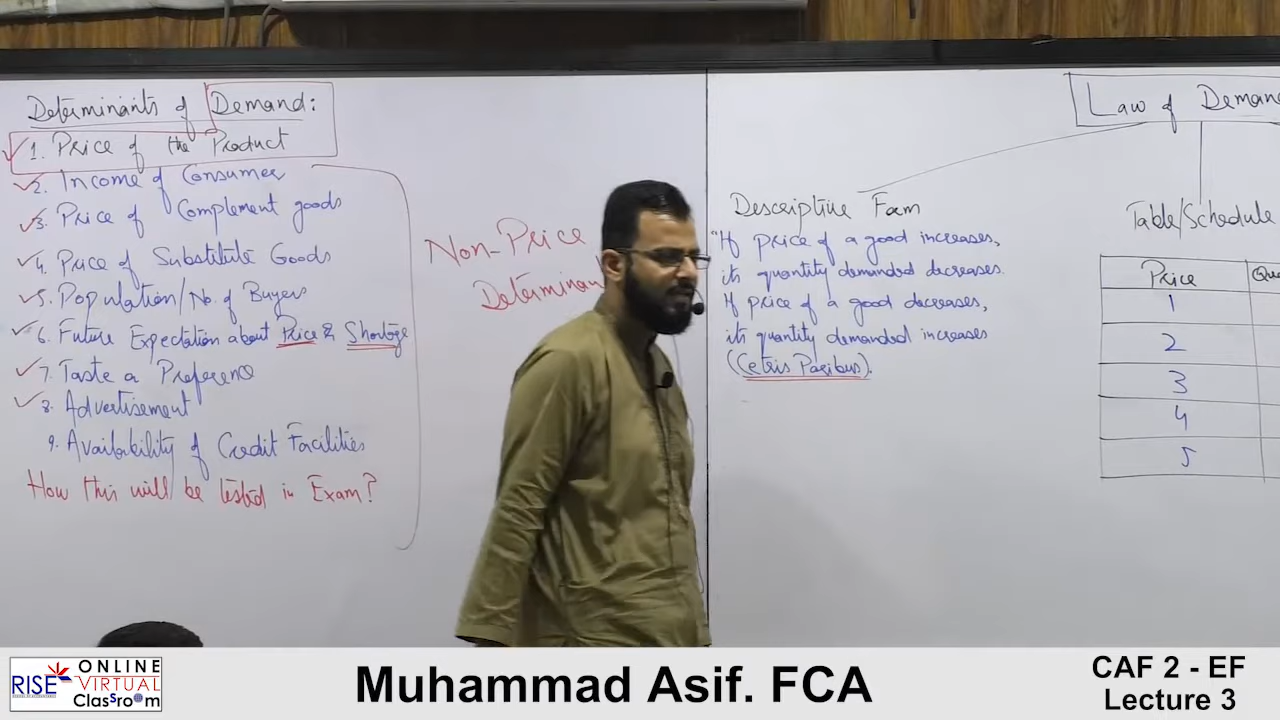 Determinants of Demand:
1. Price of the Product
2. Income of Consumer
3. Price of Complement goods
4. Price of Substitute Goods
5. Population/No. of Buyers
6. Future Expectation about Price & Shortage
7. Taste or Preference
8. Advertisement
9. Availability of Credit Facilities
How this will be tested in Exam?
Non-Price
Determinan
Law of Deman
Descriptive Form
"If price of a good increases,
its quantity demanded decreases.
If price of a good decreases,
its quantity demanded increases
(Cetris Paribus).
Table/Schedule
Price Qua
1
2
3
4
5
RISE ONLINE
VIRTUAL
Classroom
Muhammad Asif. FCA
CAF 2 - EF
Lecture 3